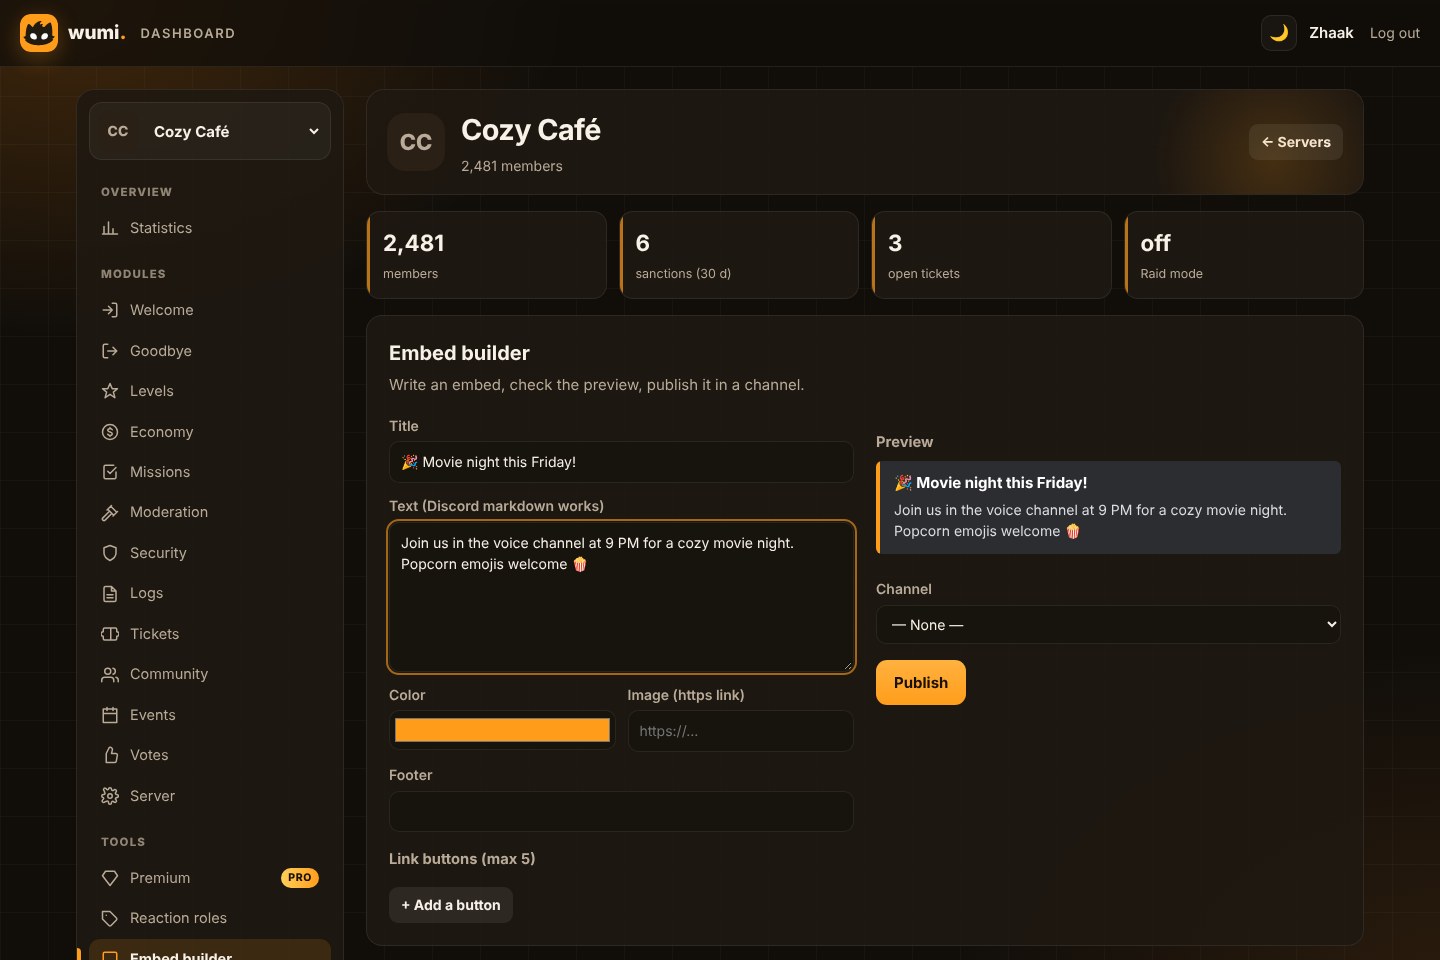 wumi. DASHBOARD
🌙 Zhaak Log out
CC Cozy Café
OVERVIEW
Statistics
MODULES
Welcome
Goodbye
Levels
Economy
Missions
Moderation
Security
Logs
Tickets
Community
Events
Votes
Server
TOOLS
Premium PRO
Reaction roles
Embed builder
CC
Cozy Café
2,481 members
← Servers
2,481
members
6
sanctions (30 d)
3
open tickets
off
Raid mode
Embed builder
Write an embed, check the preview, publish it in a channel.
Title
🎉 Movie night this Friday!
Text (Discord markdown works)
Join us in the voice channel at 9 PM for a cozy movie night.
Popcorn emojis welcome 🍿
Color
Image (https link)
https://...
Footer
Link buttons (max 5)
+ Add a button
Preview
🎉 Movie night this Friday!
Join us in the voice channel at 9 PM for a cozy movie night.
Popcorn emojis welcome 🍿
Channel
— None —
Publish